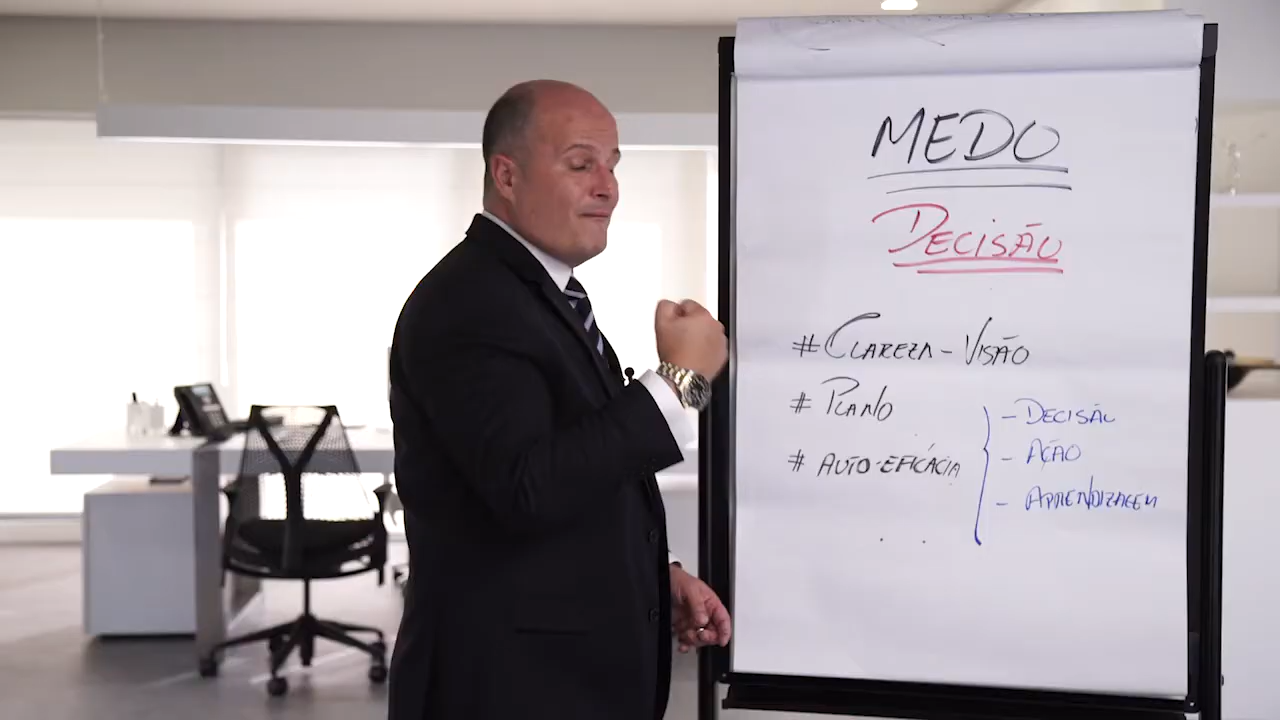 MEDO
DECISÃO
# CLAREZA - VISÃO
# PLANO
# AUTO-EFICÁCIA
- DECISÃO
- AÇÃO
- APRENDIZAGEM